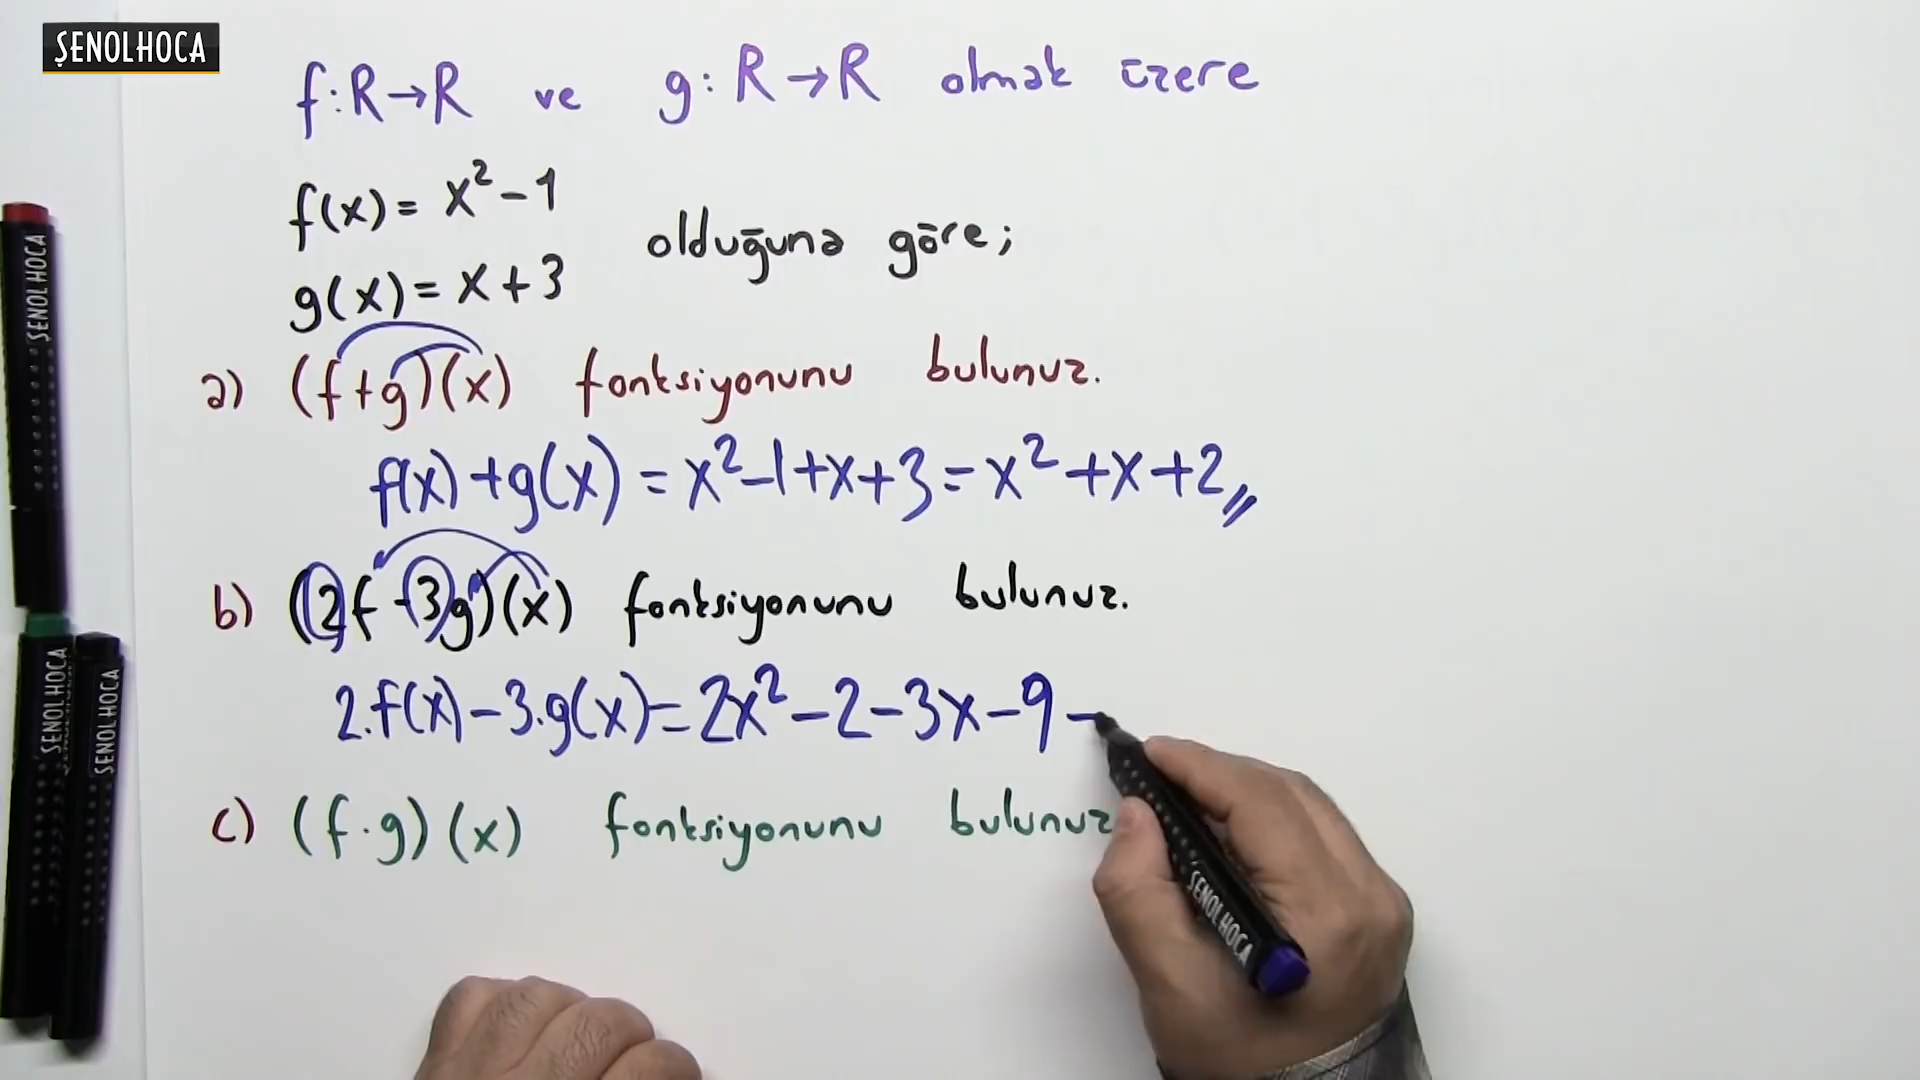 ŞENOLHOCA
f: R→R ve g: R→R olmak üzere
f(x) = x² - 1
olduğuna göre;
g(x) = x + 3
a) (f+g)(x) fonksiyonunu bulunuz.
f(x) + g(x) = x² - 1 + x + 3 = x² + x + 2 //
b) (2f - 3g)(x) fonksiyonunu bulunuz.
2.f(x) - 3.g(x) = 2x² - 2 - 3x - 9 -
c) (f·g)(x) fonksiyonunu bulunuz
ŞENOLHOCA
ŞENOLHOCA
ŞENOLHOCA
ŞENOLHOCA